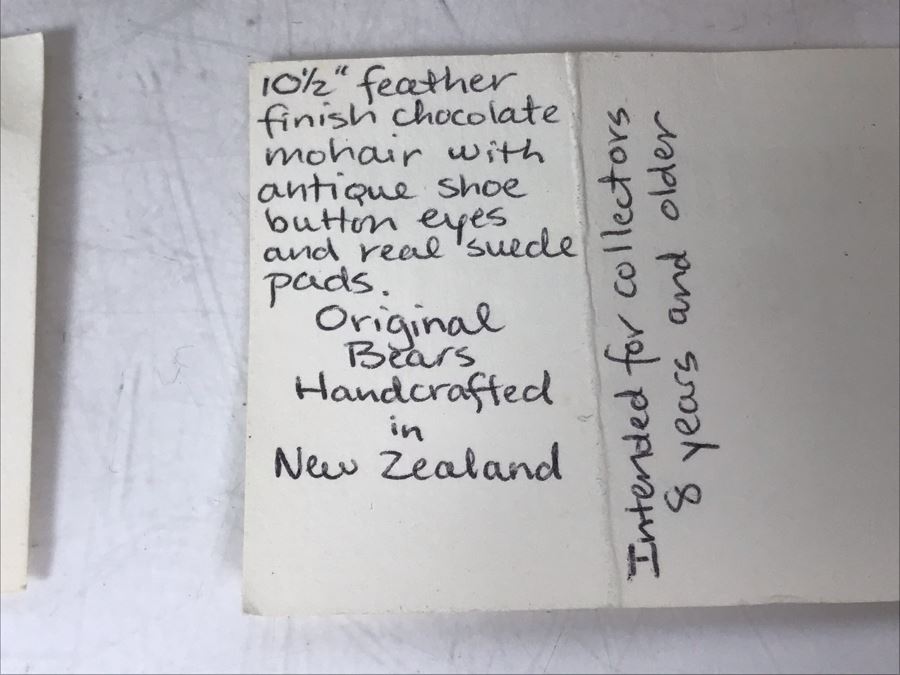 10½" feather
finish chocolate
mohair with
antique shoe
button eyes
and real suede
pads.
Original
Bears
Handcrafted
in
New Zealand
Intended for collectors
8 years and older